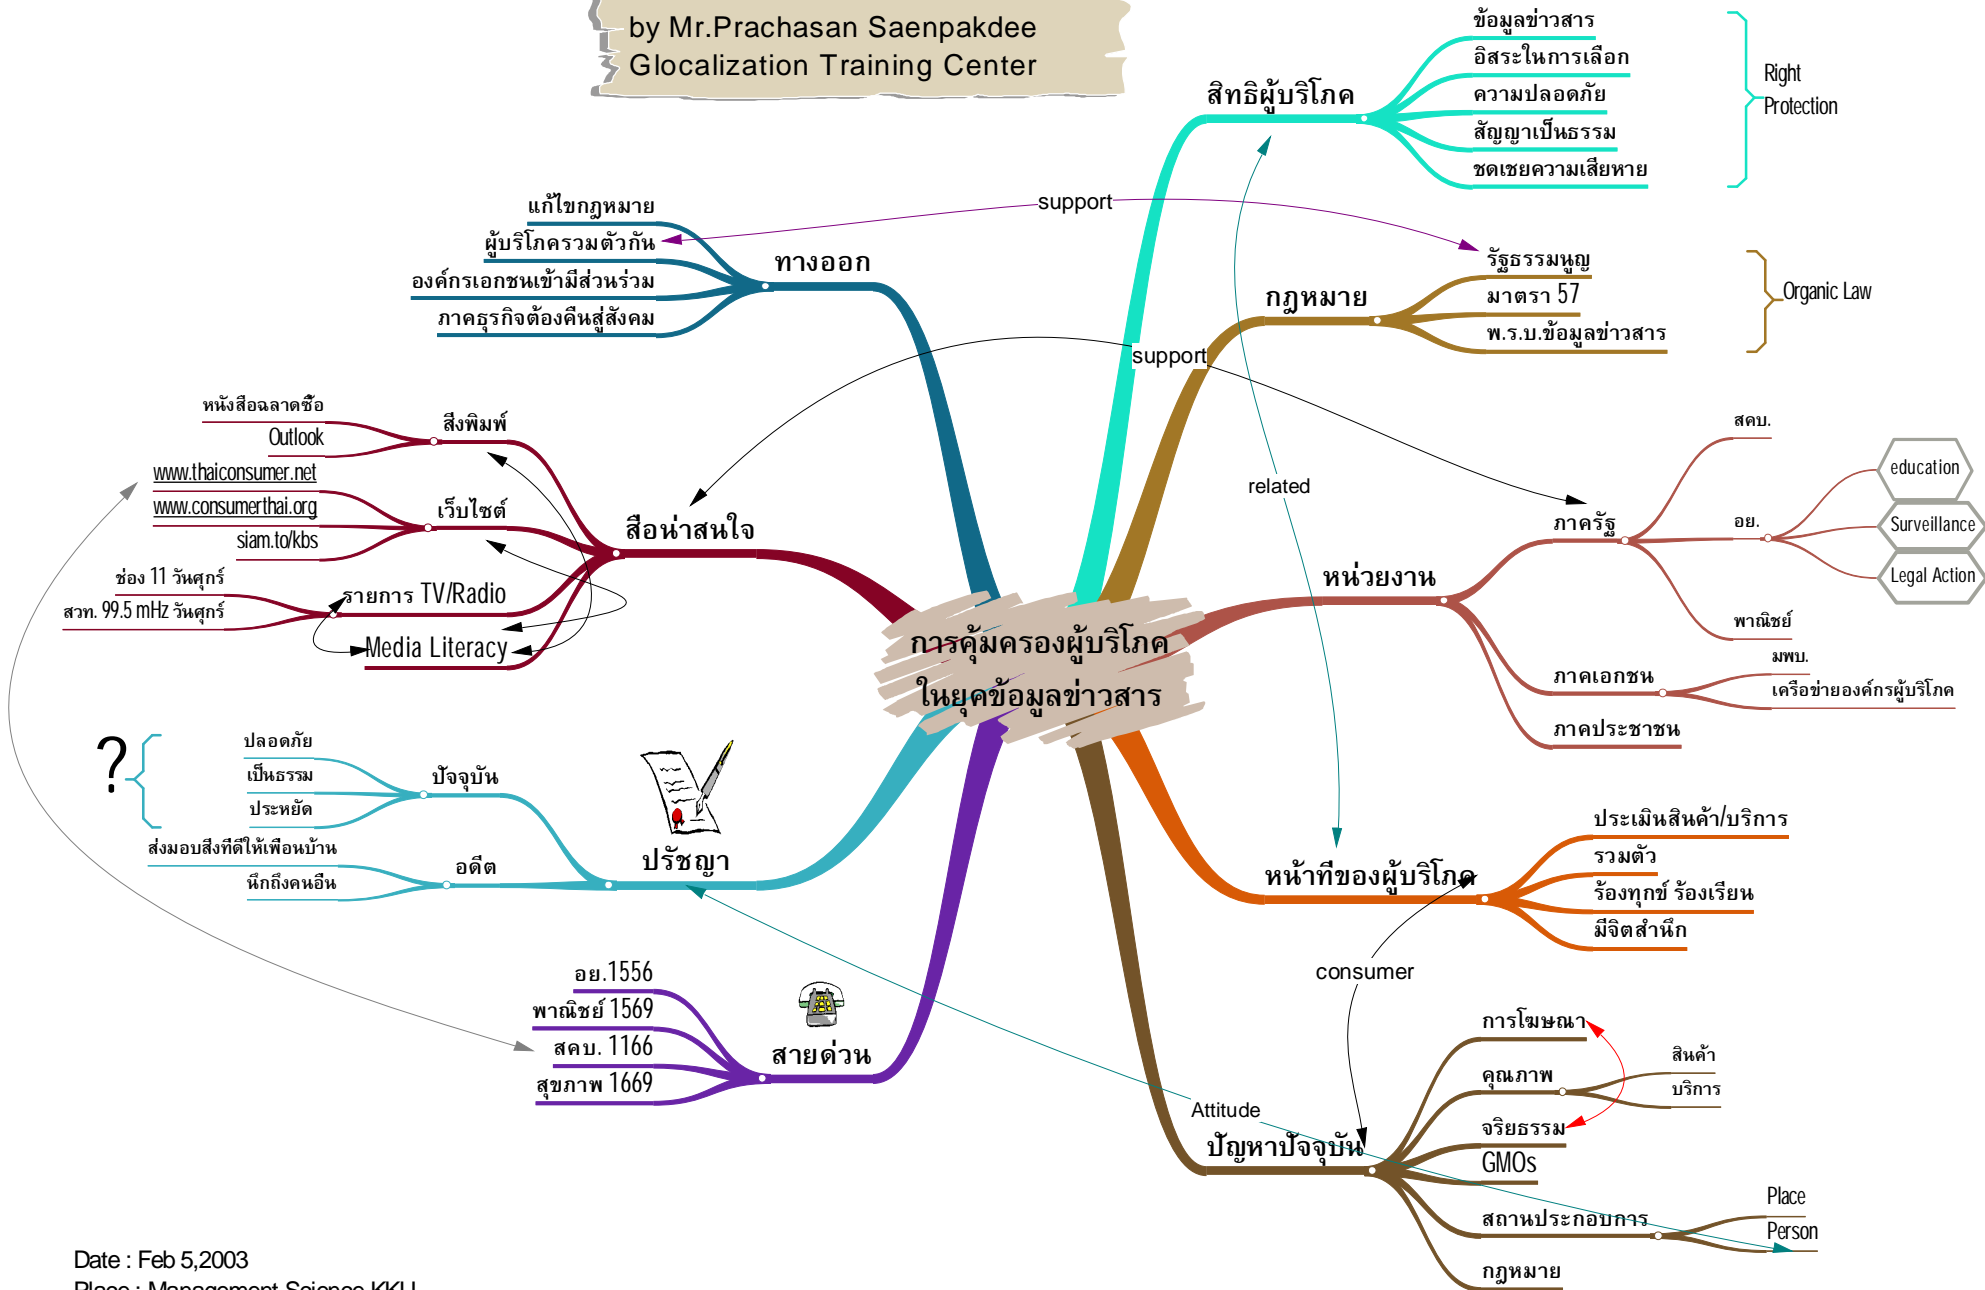 by Mr.Prachasan Saenpakdee
Glocalization Training Center
การคุ้มครองผู้บริโภค
ในยุคข้อมูลข่าวสาร
สิทธิผู้บริโภค
ข้อมูลข่าวสาร
อิสระในการเลือก
ความปลอดภัย
สัญญาเป็นธรรม
ชดเชยความเสียหาย
Right
Protection
กฎหมาย
รัฐธรรมนูญ
มาตรา 57
พ.ร.บ.ข้อมูลข่าวสาร
Organic Law
หน่วยงาน
ภาครัฐ
สคบ.
อย.
education
Surveillance
Legal Action
พาณิชย์
ภาคเอกชน
มพบ.
เครือข่ายองค์กรผู้บริโภค
ภาคประชาชน
หน้าที่ของผู้บริโภค
ประเมินสินค้า/บริการ
รวมตัว
ร้องทุกข์ ร้องเรียน
มีจิตสำนึก
ปัญหาปัจจุบัน
การโฆษณา
คุณภาพ
สินค้า
บริการ
จริยธรรม
GMOs
สถานประกอบการ
Place
Person
กฎหมาย
ทางออก
แก้ไขกฎหมาย
ผู้บริโภครวมตัวกัน
องค์กรเอกชนเข้ามีส่วนร่วม
ภาคธุรกิจต้องคืนสู่สังคม
สื่อน่าสนใจ
สิ่งพิมพ์
หนังสือฉลาดซื้อ
Outlook
เว็บไซต์
www.thaiconsumer.net
www.consumerthai.org
siam.to/kbs
รายการ TV/Radio
ช่อง 11 วันศุกร์
สวท. 99.5 mHz วันศุกร์
Media Literacy
ปรัชญา
ปัจจุบัน
ปลอดภัย
เป็นธรรม
ประหยัด
?
อดีต
ส่งมอบสิ่งที่ดีให้เพื่อนบ้าน
นึกถึงคนอื่น
สายด่วน
อย.1556
พาณิชย์ 1569
สคบ. 1166
สุขภาพ 1669
support
support
related
consumer
Attitude
Date : Feb 5,2003
Place : Management Science KKU